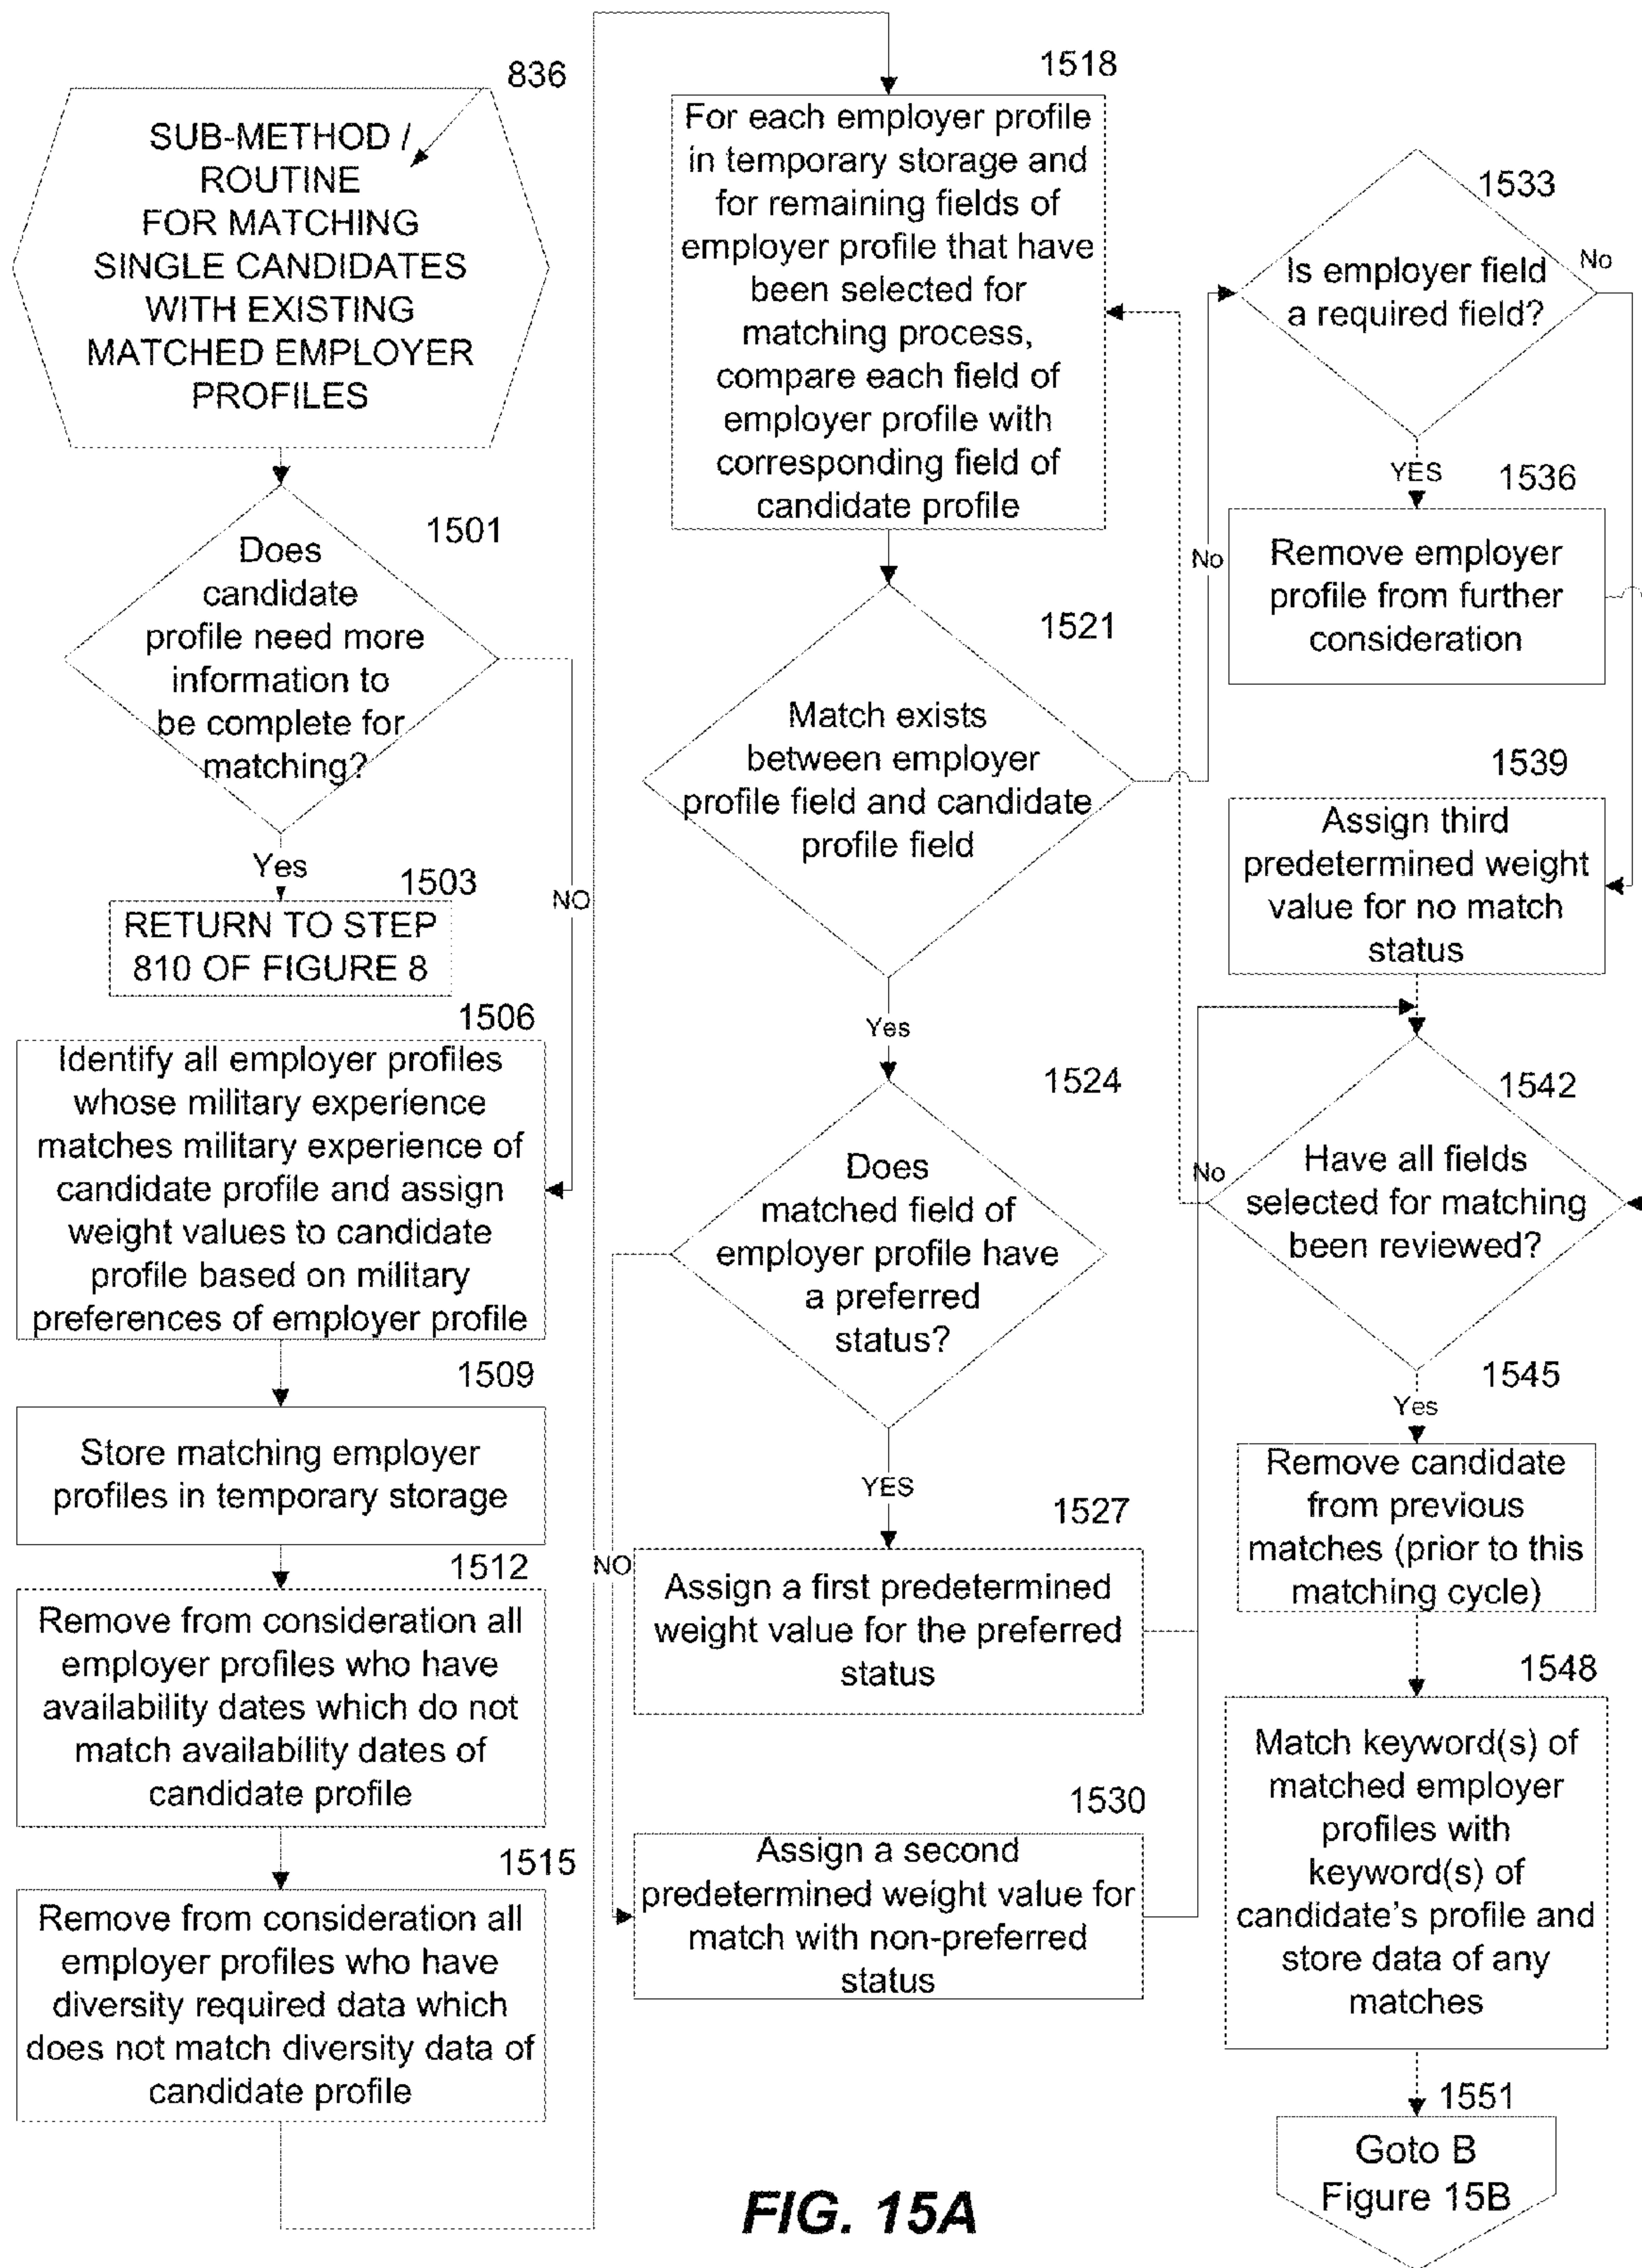 836
SUB-METHOD /
ROUTINE
FOR MATCHING
SINGLE CANDIDATES
WITH EXISTING
MATCHED EMPLOYER
PROFILES
1501
Does
candidate
profile need more
information to
be complete for
matching?
Yes
NO
1503
RETURN TO STEP
810 OF FIGURE 8
1506
Identify all employer profiles
whose military experience
matches military experience of
candidate profile and assign
weight values to candidate
profile based on military
preferences of employer profile
1509
Store matching employer
profiles in temporary storage
1512
Remove from consideration all
employer profiles who have
availability dates which do not
match availability dates of
candidate profile
1515
Remove from consideration all
employer profiles who have
diversity required data which
does not match diversity data of
candidate profile
1518
For each employer profile
in temporary storage and
for remaining fields of
employer profile that have
been selected for
matching process,
compare each field of
employer profile with
corresponding field of
candidate profile
1521
Match exists
between employer
profile field and candidate
profile field
No
Yes
1524
Does
matched field of
employer profile have
a preferred
status?
YES
NO
1527
Assign a first predetermined
weight value for the preferred
status
1530
Assign a second
predetermined weight value for
match with non-preferred
status
1533
Is employer field
a required field?
No
YES
1536
Remove employer
profile from further
consideration
1539
Assign third
predetermined weight
value for no match
status
1542
Have all fields
selected for matching
been reviewed?
No
Yes
1545
Remove candidate
from previous
matches (prior to this
matching cycle)
1548
Match keyword(s) of
matched employer
profiles with
keyword(s) of
candidate's profile and
store data of any
matches
1551
Goto B
Figure 15B
FIG. 15A